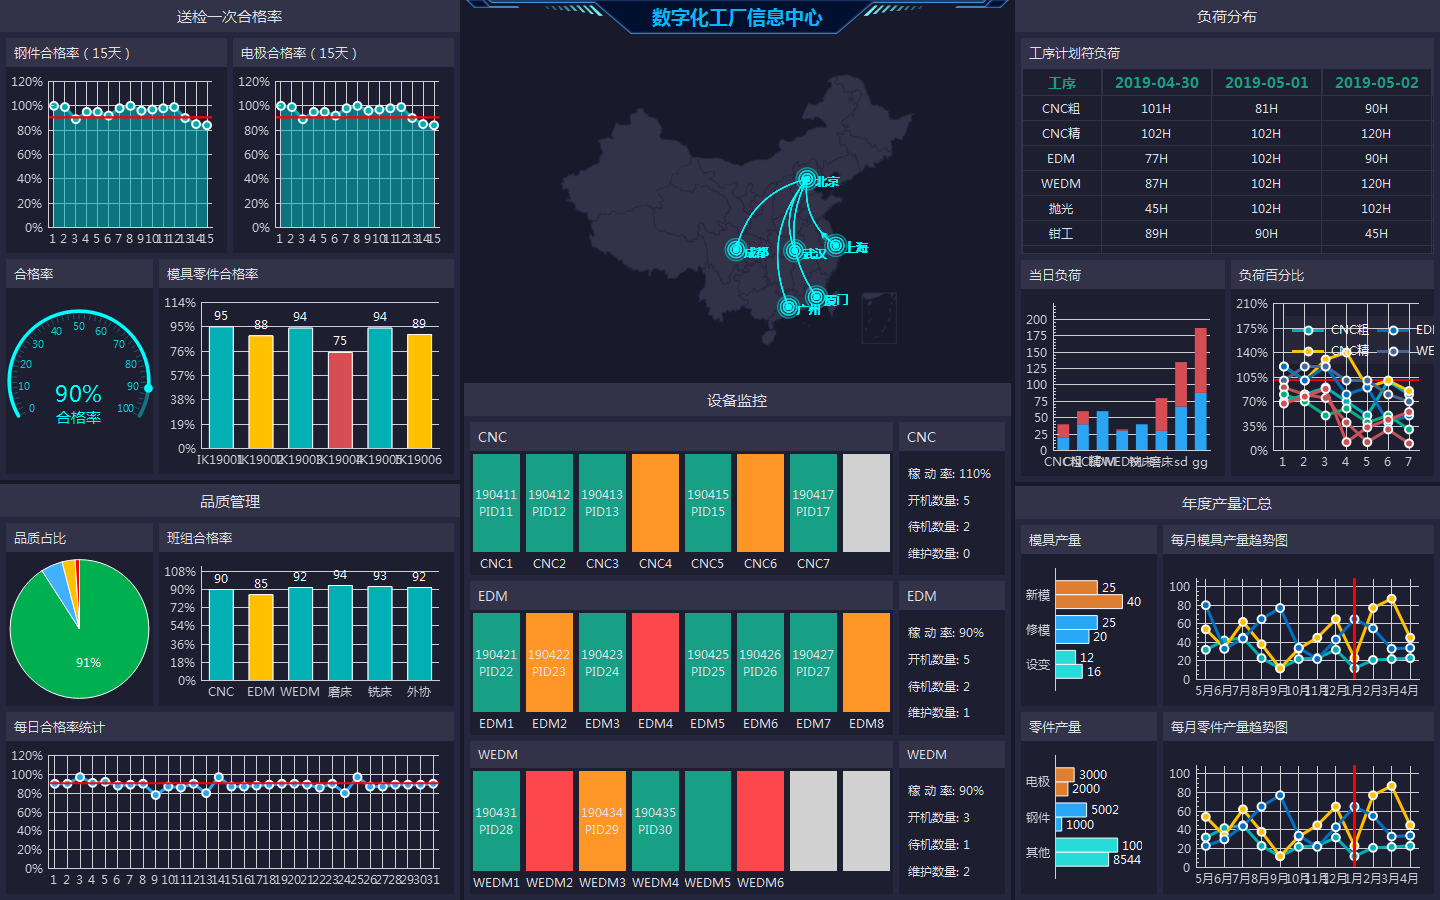 送检一次合格率
钢件合格率（15天）
120%
100%
80%
60%
40%
20%
0%
1 2 3 4 5 6 7 8 9 10 11 12 13 14 15
电极合格率（15天）
120%
100%
80%
60%
40%
20%
0%
1 2 3 4 5 6 7 8 9 10 11 12 13 14 15
合格率
0 10 20 30 40 50 60 70 80 90 100
90%
合格率
模具零件合格率
114%
95%
76%
57%
38%
19%
0%
95 88 94 75 94 89
IK19001 IK19002 IK19003 IK19004 IK19005 IK19006
品质管理
品质占比
91%
班组合格率
108%
90%
72%
54%
36%
18%
0%
90 85 92 94 93 92
CNC EDM WEDM 磨床 铣床 外协
每日合格率统计
120%
100%
80%
60%
40%
20%
0%
1 2 3 4 5 6 7 8 9 10 11 12 13 14 15 16 17 18 19 20 21 22 23 24 25 26 27 28 29 30 31
数字化工厂信息中心
北京
成都
武汉
上海
厦门
广州
设备监控
CNC
190411 190412 190413 190415 190417
PID11 PID12 PID13 PID15 PID17
CNC1 CNC2 CNC3 CNC4 CNC5 CNC6 CNC7
CNC
稼 动 率: 110%
开机数量: 5
待机数量: 2
维护数量: 0
EDM
190421 190422 190423 190425 190426 190427
PID22 PID23 PID24 PID25 PID26 PID27
EDM1 EDM2 EDM3 EDM4 EDM5 EDM6 EDM7 EDM8
EDM
稼 动 率: 90%
开机数量: 5
待机数量: 2
维护数量: 1
WEDM
190431 190434 190435
PID28 PID29 PID30
WEDM1 WEDM2 WEDM3 WEDM4 WEDM5 WEDM6
WEDM
稼 动 率: 90%
开机数量: 3
待机数量: 1
维护数量: 2
负荷分布
工序计划符负荷
工序 2019-04-30 2019-05-01 2019-05-02
CNC粗 101H 81H 90H
CNC精 102H 102H 120H
EDM 77H 102H 90H
WEDM 87H 102H 120H
抛光 45H 102H 102H
钳工 89H 90H 45H
当日负荷
200
175
150
125
100
75
50
25
0
CNC粗 CNC精 WEDM 铣床 磨床 sd gg
负荷百分比
210%
175%
140%
105%
70%
35%
0%
CNC粗 EDM
CNC精 WE
1 2 3 4 5 6 7
年度产量汇总
模具产量
新模 25
40
修模 25
20
设变 12
16
每月模具产量趋势图
100
80
60
40
20
0
5月 6月 7月 8月 9月 10月 11月 12月 1月 2月 3月 4月
零件产量
电极 3000
2000
钢件 5002
1000
其他 100
8544
每月零件产量趋势图
100
80
60
40
20
0
5月 6月 7月 8月 9月 10月 11月 12月 1月 2月 3月 4月